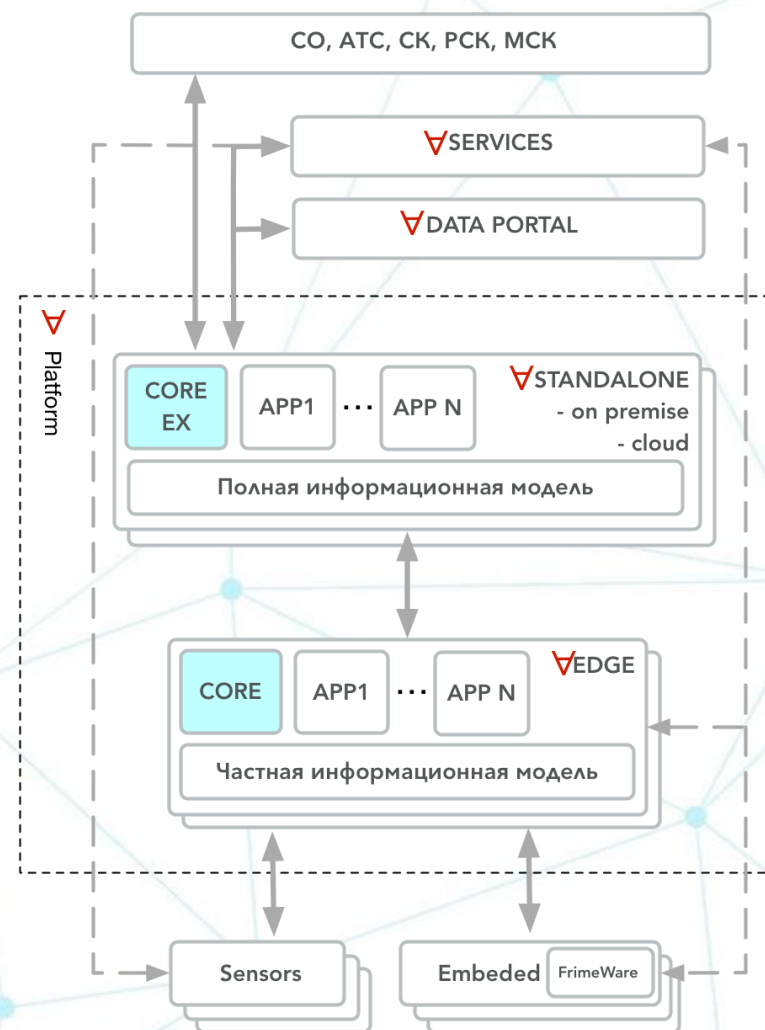 СО, АТС, СК, РСК, МСК
∀SERVICES
∀DATA PORTAL
∀ Platform
CORE EX
APP1
...
APP N
∀STANDALONE
- on premise
- cloud
Полная информационная модель
CORE
APP1
...
APP N
∀EDGE
Частная информационная модель
Sensors
Embeded
FrimeWare